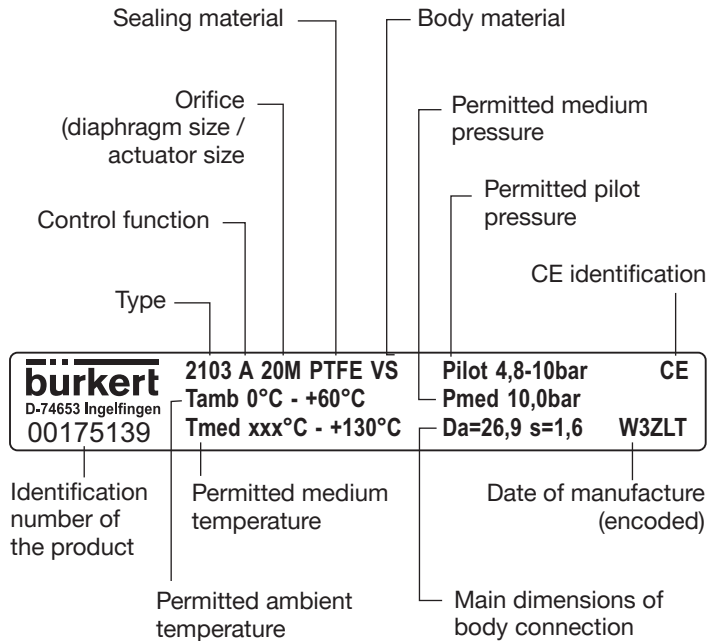 Sealing material
Body material
Orifice
(diaphragm size /
actuator size
Permitted medium
pressure
Control function
Permitted pilot
pressure
Type
CE identification
bürkert
D-74653 Ingelfingen
00175139
2103 A 20M PTFE VS
Tamb 0°C - +60°C
Tmed xxx°C - +130°C
Pilot 4,8-10bar
CE
Pmed 10,0bar
Da=26,9 s=1,6
W3ZLT
Identification
number of
the product
Permitted medium
temperature
Date of manufacture
(encoded)
Permitted ambient
temperature
Main dimensions of
body connection